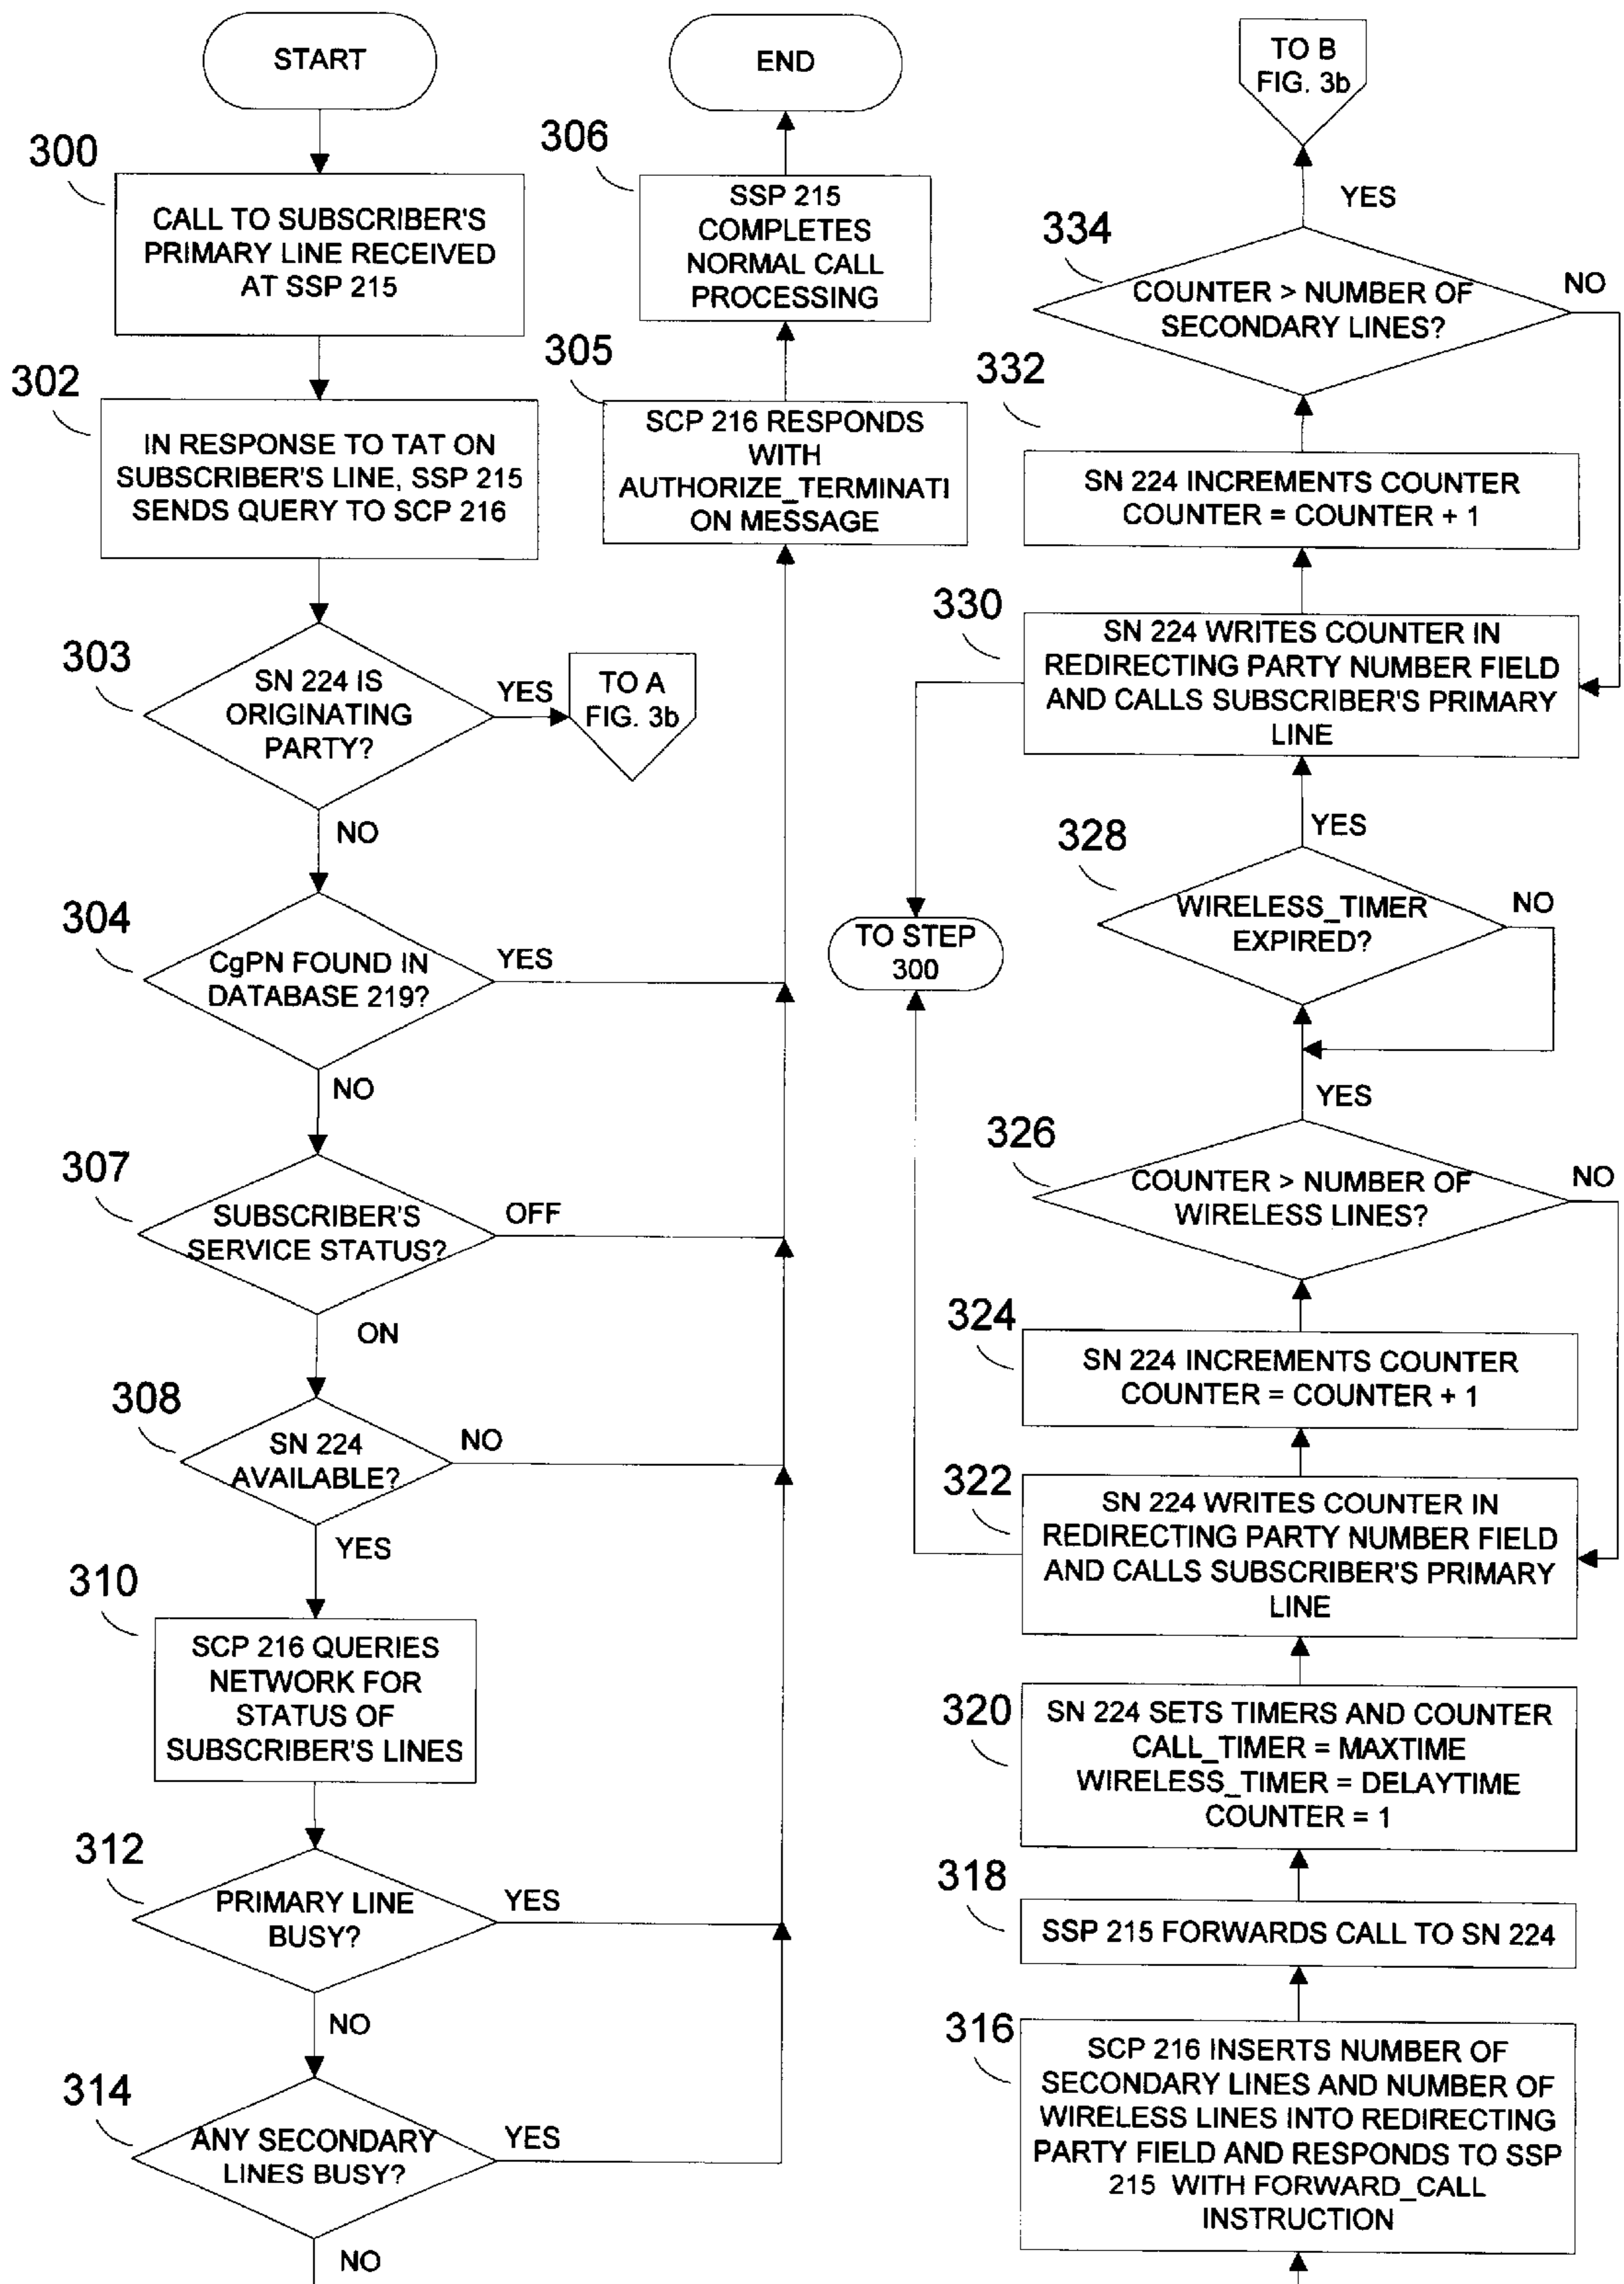 START
300
CALL TO SUBSCRIBER'S
PRIMARY LINE RECEIVED
AT SSP 215
302
IN RESPONSE TO TAT ON
SUBSCRIBER'S LINE, SSP 215
SENDS QUERY TO SCP 216
303
SN 224 IS
ORIGINATING
PARTY?
YES
TO A
FIG. 3b
NO
304
CgPN FOUND IN
DATABASE 219?
YES
NO
307
SUBSCRIBER'S
SERVICE STATUS?
OFF
ON
308
SN 224
AVAILABLE?
NO
YES
310
SCP 216 QUERIES
NETWORK FOR
STATUS OF
SUBSCRIBER'S LINES
312
PRIMARY LINE
BUSY?
YES
NO
314
ANY SECONDARY
LINES BUSY?
YES
NO
END
306
SSP 215
COMPLETES
NORMAL CALL
PROCESSING
305
SCP 216 RESPONDS
WITH
AUTHORIZE_TERMINATI
ON MESSAGE
TO STEP
300
TO B
FIG. 3b
YES
334
COUNTER > NUMBER OF
SECONDARY LINES?
NO
332
SN 224 INCREMENTS COUNTER
COUNTER = COUNTER + 1
330
SN 224 WRITES COUNTER IN
REDIRECTING PARTY NUMBER FIELD
AND CALLS SUBSCRIBER'S PRIMARY
LINE
YES
328
WIRELESS_TIMER
EXPIRED?
NO
YES
326
COUNTER > NUMBER OF
WIRELESS LINES?
NO
324
SN 224 INCREMENTS COUNTER
COUNTER = COUNTER + 1
322
SN 224 WRITES COUNTER IN
REDIRECTING PARTY NUMBER FIELD
AND CALLS SUBSCRIBER'S PRIMARY
LINE
320
SN 224 SETS TIMERS AND COUNTER
CALL_TIMER = MAXTIME
WIRELESS_TIMER = DELAYTIME
COUNTER = 1
318
SSP 215 FORWARDS CALL TO SN 224
316
SCP 216 INSERTS NUMBER OF
SECONDARY LINES AND NUMBER OF
WIRELESS LINES INTO REDIRECTING
PARTY FIELD AND RESPONDS TO SSP
215 WITH FORWARD_CALL
INSTRUCTION